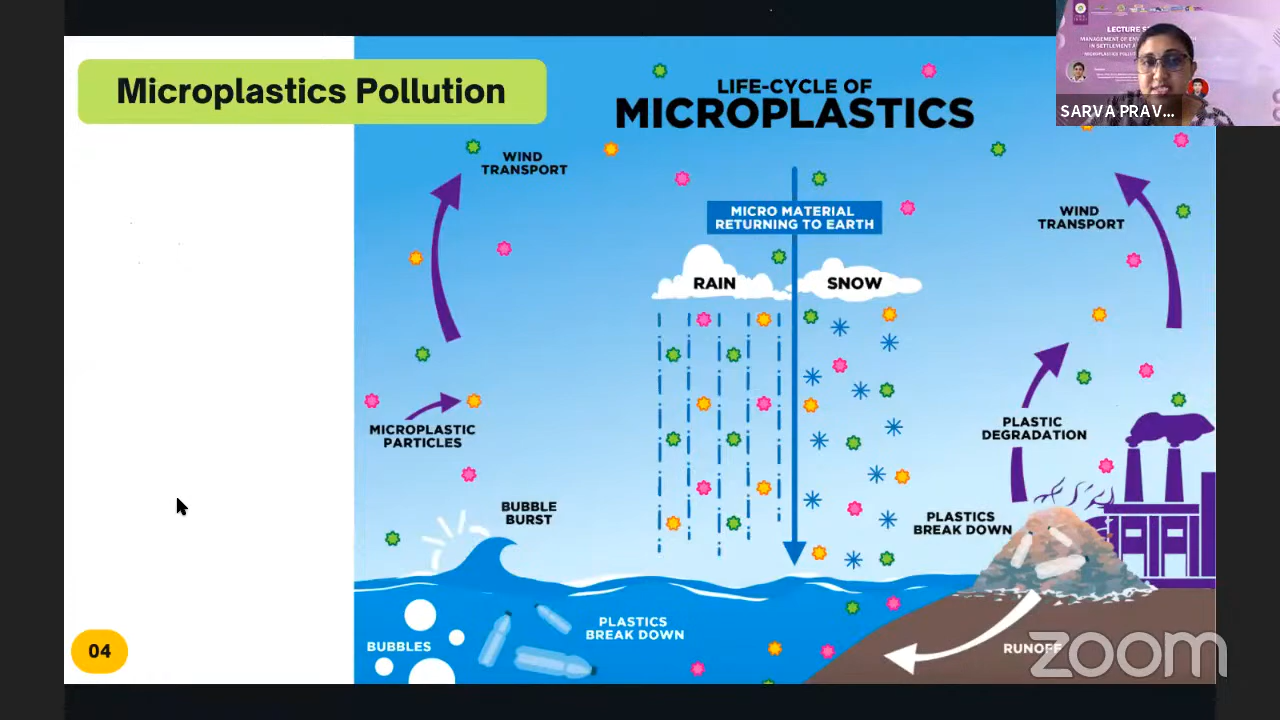 Microplastics Pollution
LIFE-CYCLE OF
MICROPLASTICS
LECTURE
SARVA PRAV...
WIND
TRANSPORT
MICRO MATERIAL
RETURNING TO EARTH
WIND
TRANSPORT
RAIN
SNOW
MICROPLASTIC
PARTICLES
PLASTIC
DEGRADATION
BUBBLE
BURST
PLASTICS
BREAK DOWN
PLASTICS
BREAK DOWN
BUBBLES
RUNOFF
04
zoom